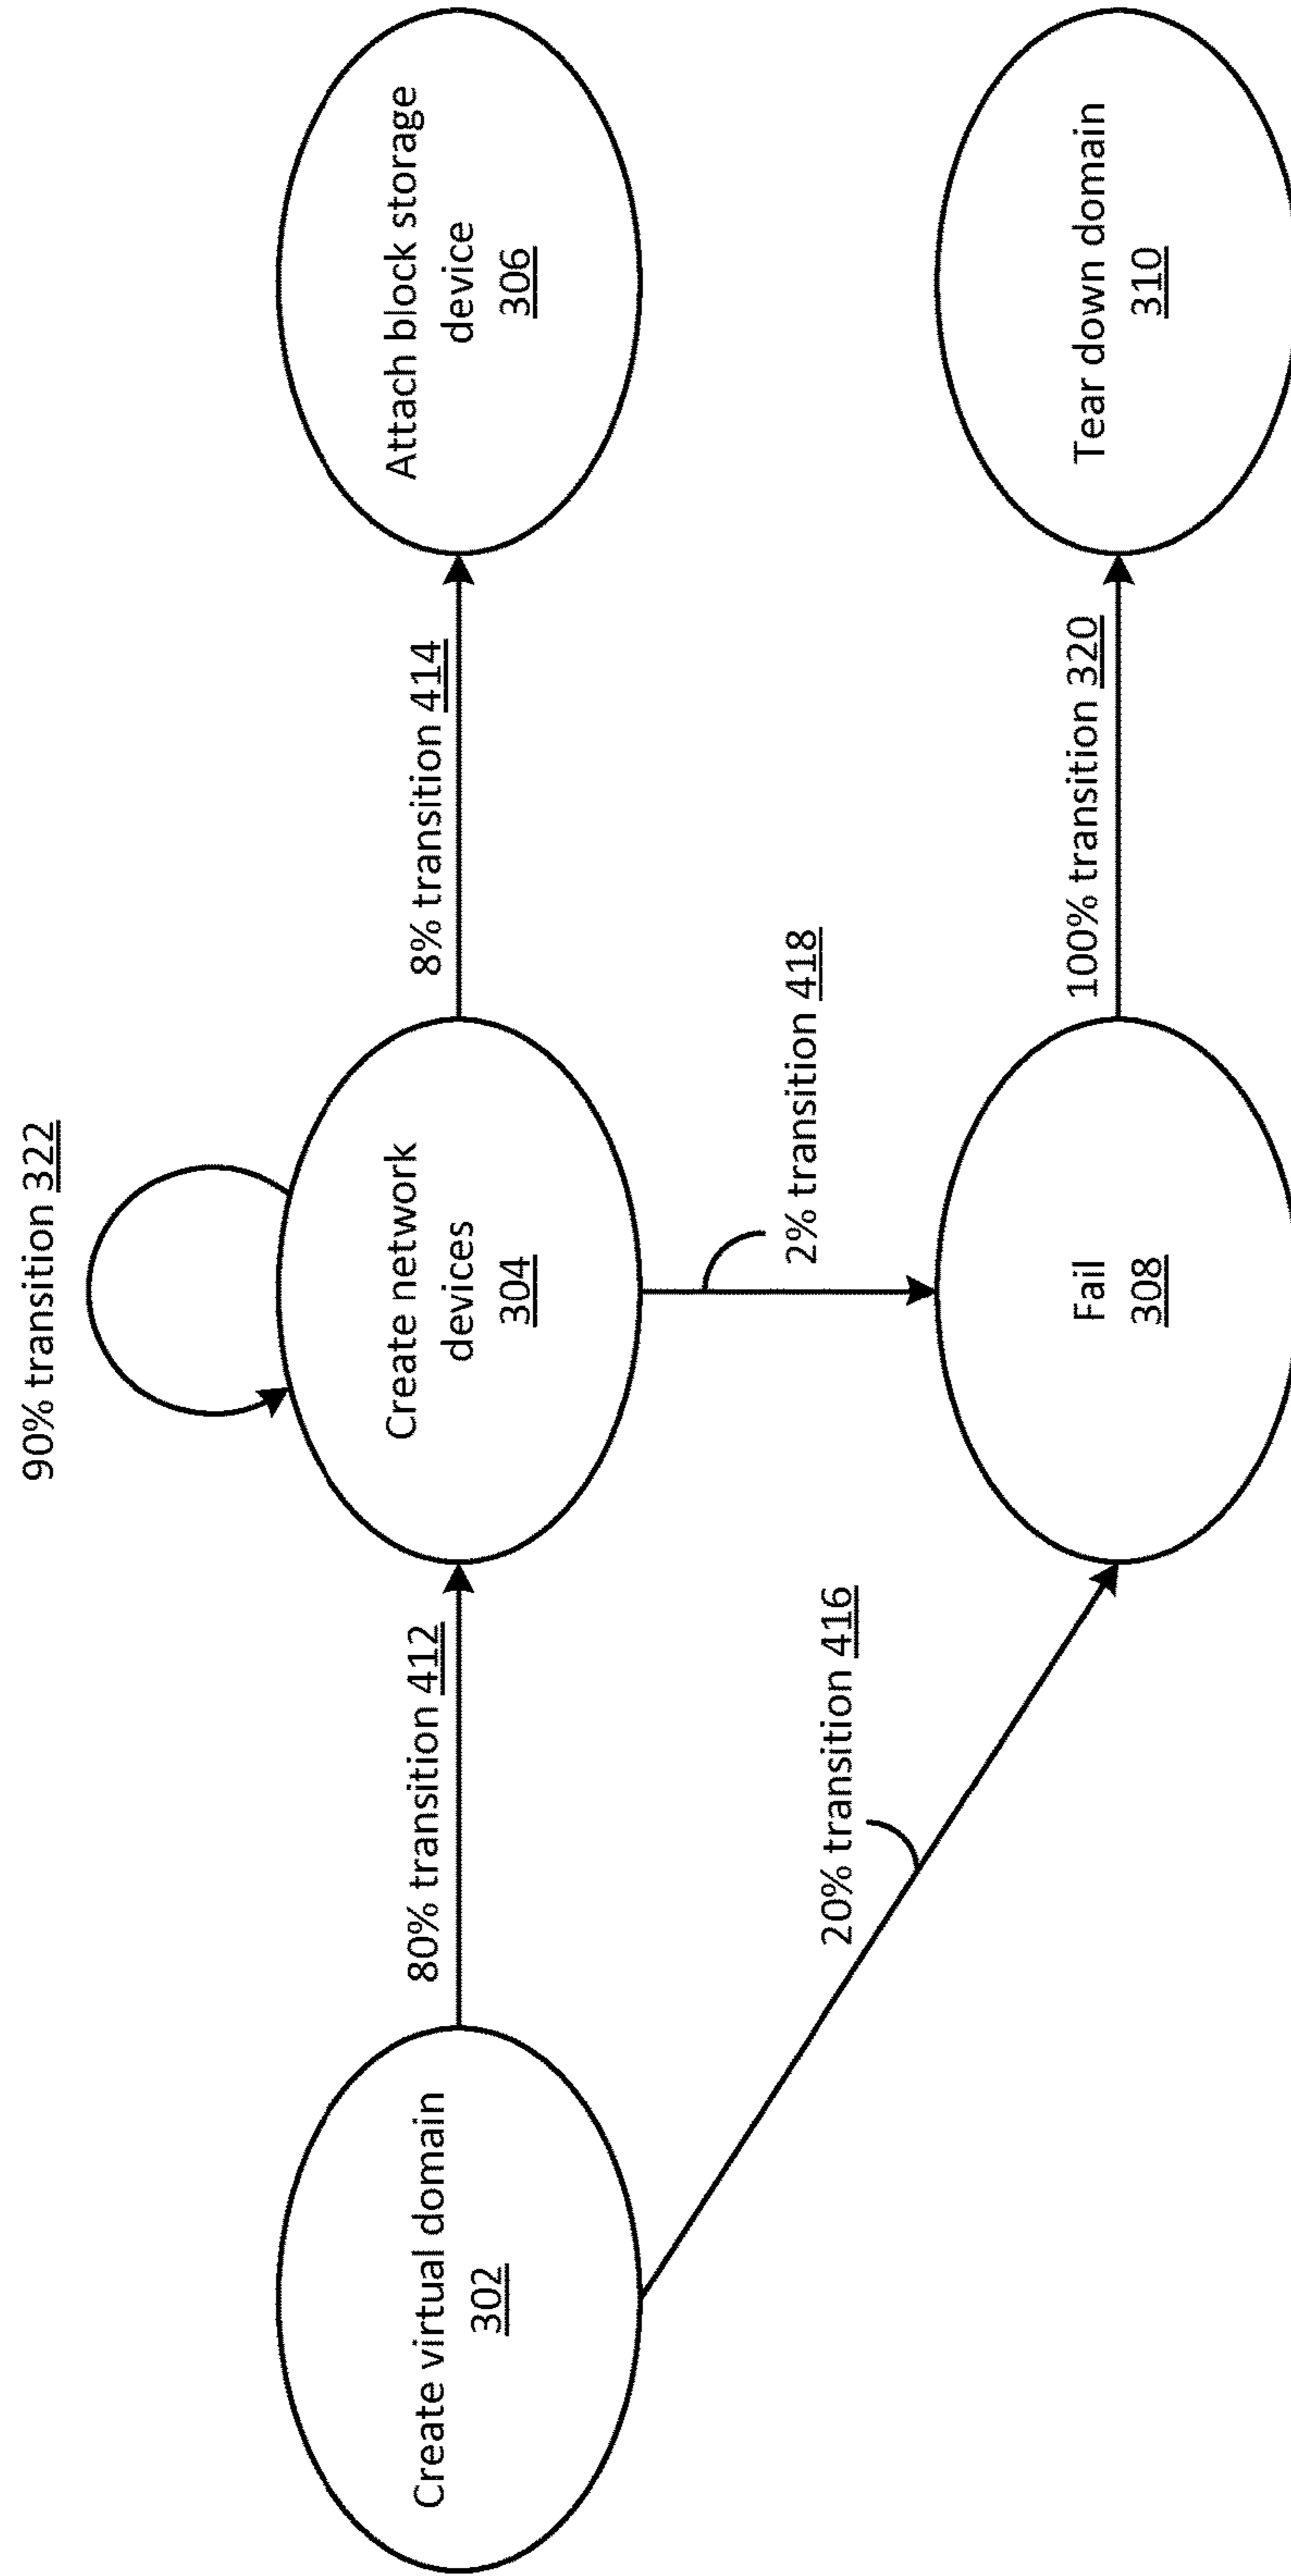 90% transition 322
Create virtual domain
302
80% transition 412
Create network
devices
304
8% transition 414
Attach block storage
device
306
20% transition 416
2% transition 418
Fail
308
100% transition 320
Tear down domain
310